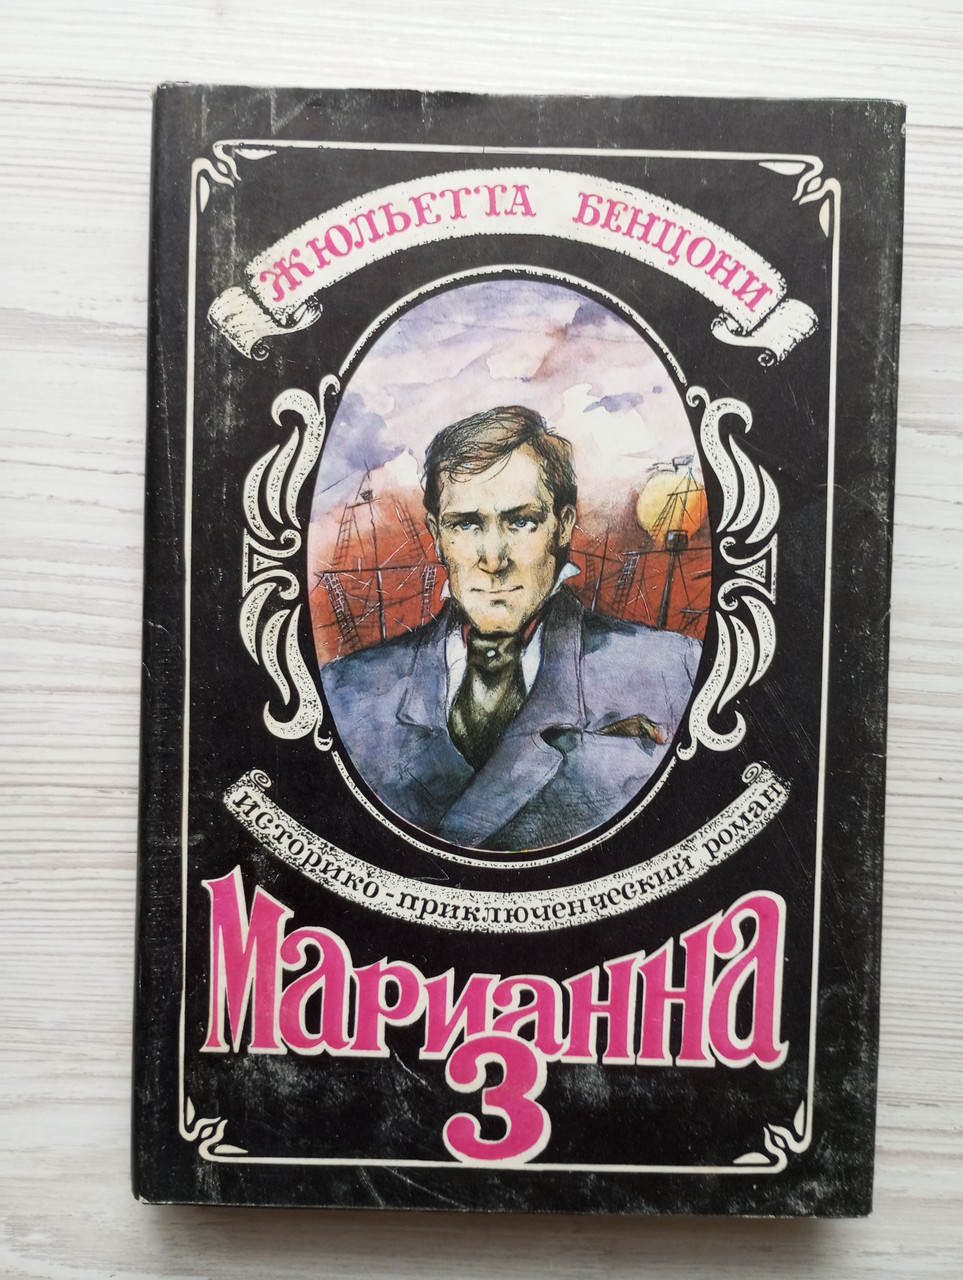 ЖЮЛЬЕТТА БЕНЦОНИ
историко-приключенческий роман
Марианна
3